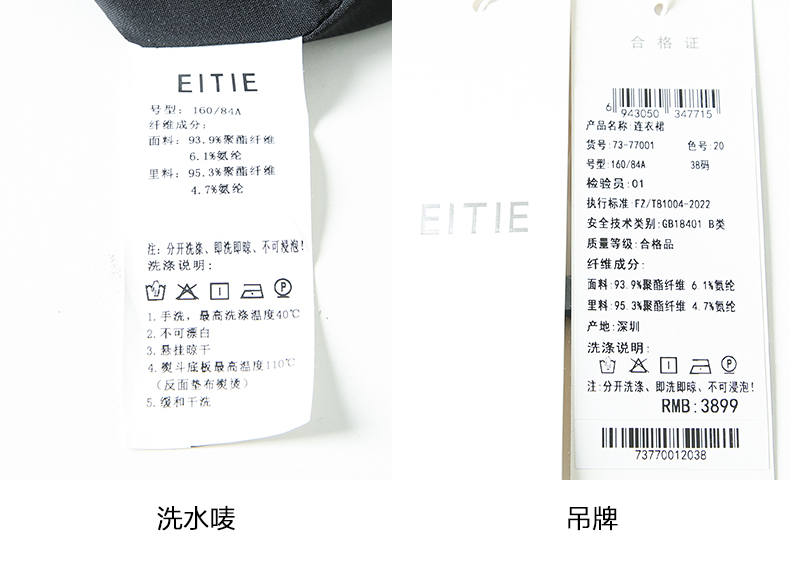 EITIE
号型: 160/84A
纤维成分:
面料: 93.9%聚酯纤维
6.1%氨纶
里料: 95.3%聚酯纤维
4.7%氨纶
注: 分开洗涤、即洗即晾、不可浸泡!
洗涤说明:
1.手洗，最高洗涤温度40℃
2.不可漂白
3.悬挂晾干
4.熨斗底板最高温度110℃
（反面垫布熨烫）
5.缓和干洗
洗水唛
EITIE
合格证
6 943050 347715
产品名称:连衣裙
货号:73-77001 色号:20
号型:160/84A 38码
检验员:01
执行标准:FZ/T81004-2022
安全技术类别:GB18401 B类
质量等级:合格品
纤维成分:
面料:93.9%聚酯纤维 6.1%氨纶
里料:95.3%聚酯纤维 4.7%氨纶
产地:深圳
洗涤说明:
P
注:分开洗涤、即洗即晾、不可浸泡!
RMB:3899
73770012038
吊牌